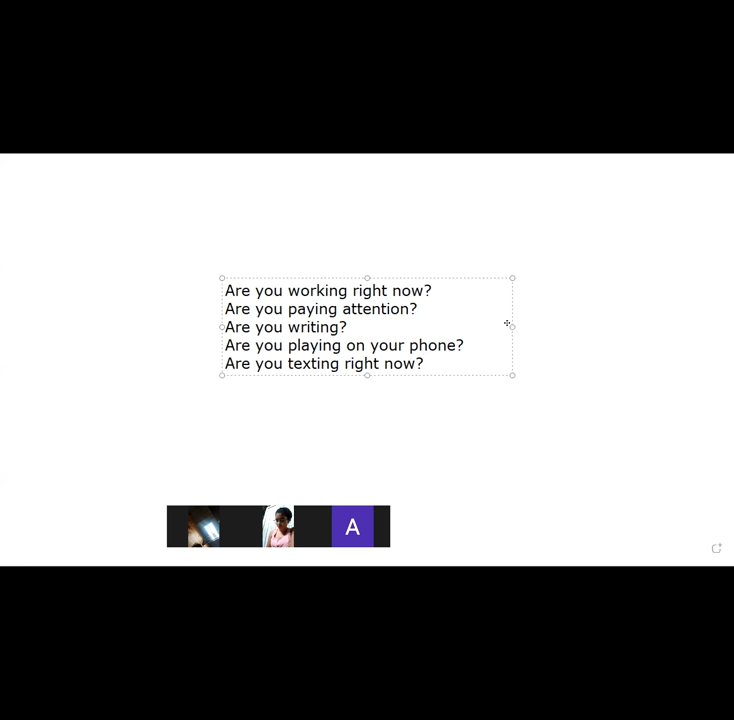 Are you working right now?
Are you paying attention?
Are you writing?
Are you playing on your phone?
Are you texting right now?
A